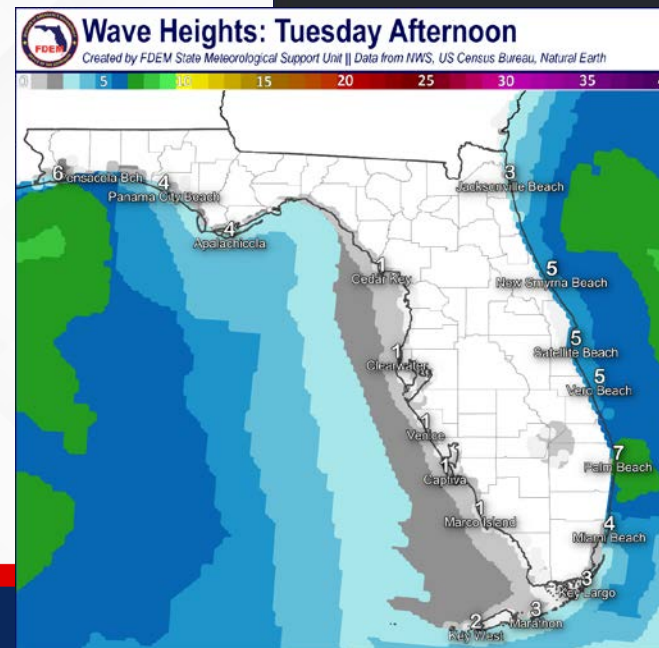 FDEM
Wave Heights: Tuesday Afternoon
Created by FDEM State Meteorological Support Unit || Data from NWS, US Census Bureau, Natural Earth
0 5 10 15 20 25 30 35
6
Pensacola Bch
4
Panama City Beach
4
Apalachicola
3
Jacksonville Beach
1
Cedar Key
5
New Smyrna Beach
5
Satellite Beach
1
Clearwater
5
Vero Beach
1
Venice
7
Palm Beach
1
Captiva
1
Marco Island
4
Miami Beach
3
Key Largo
3
Marathon
2
Key West